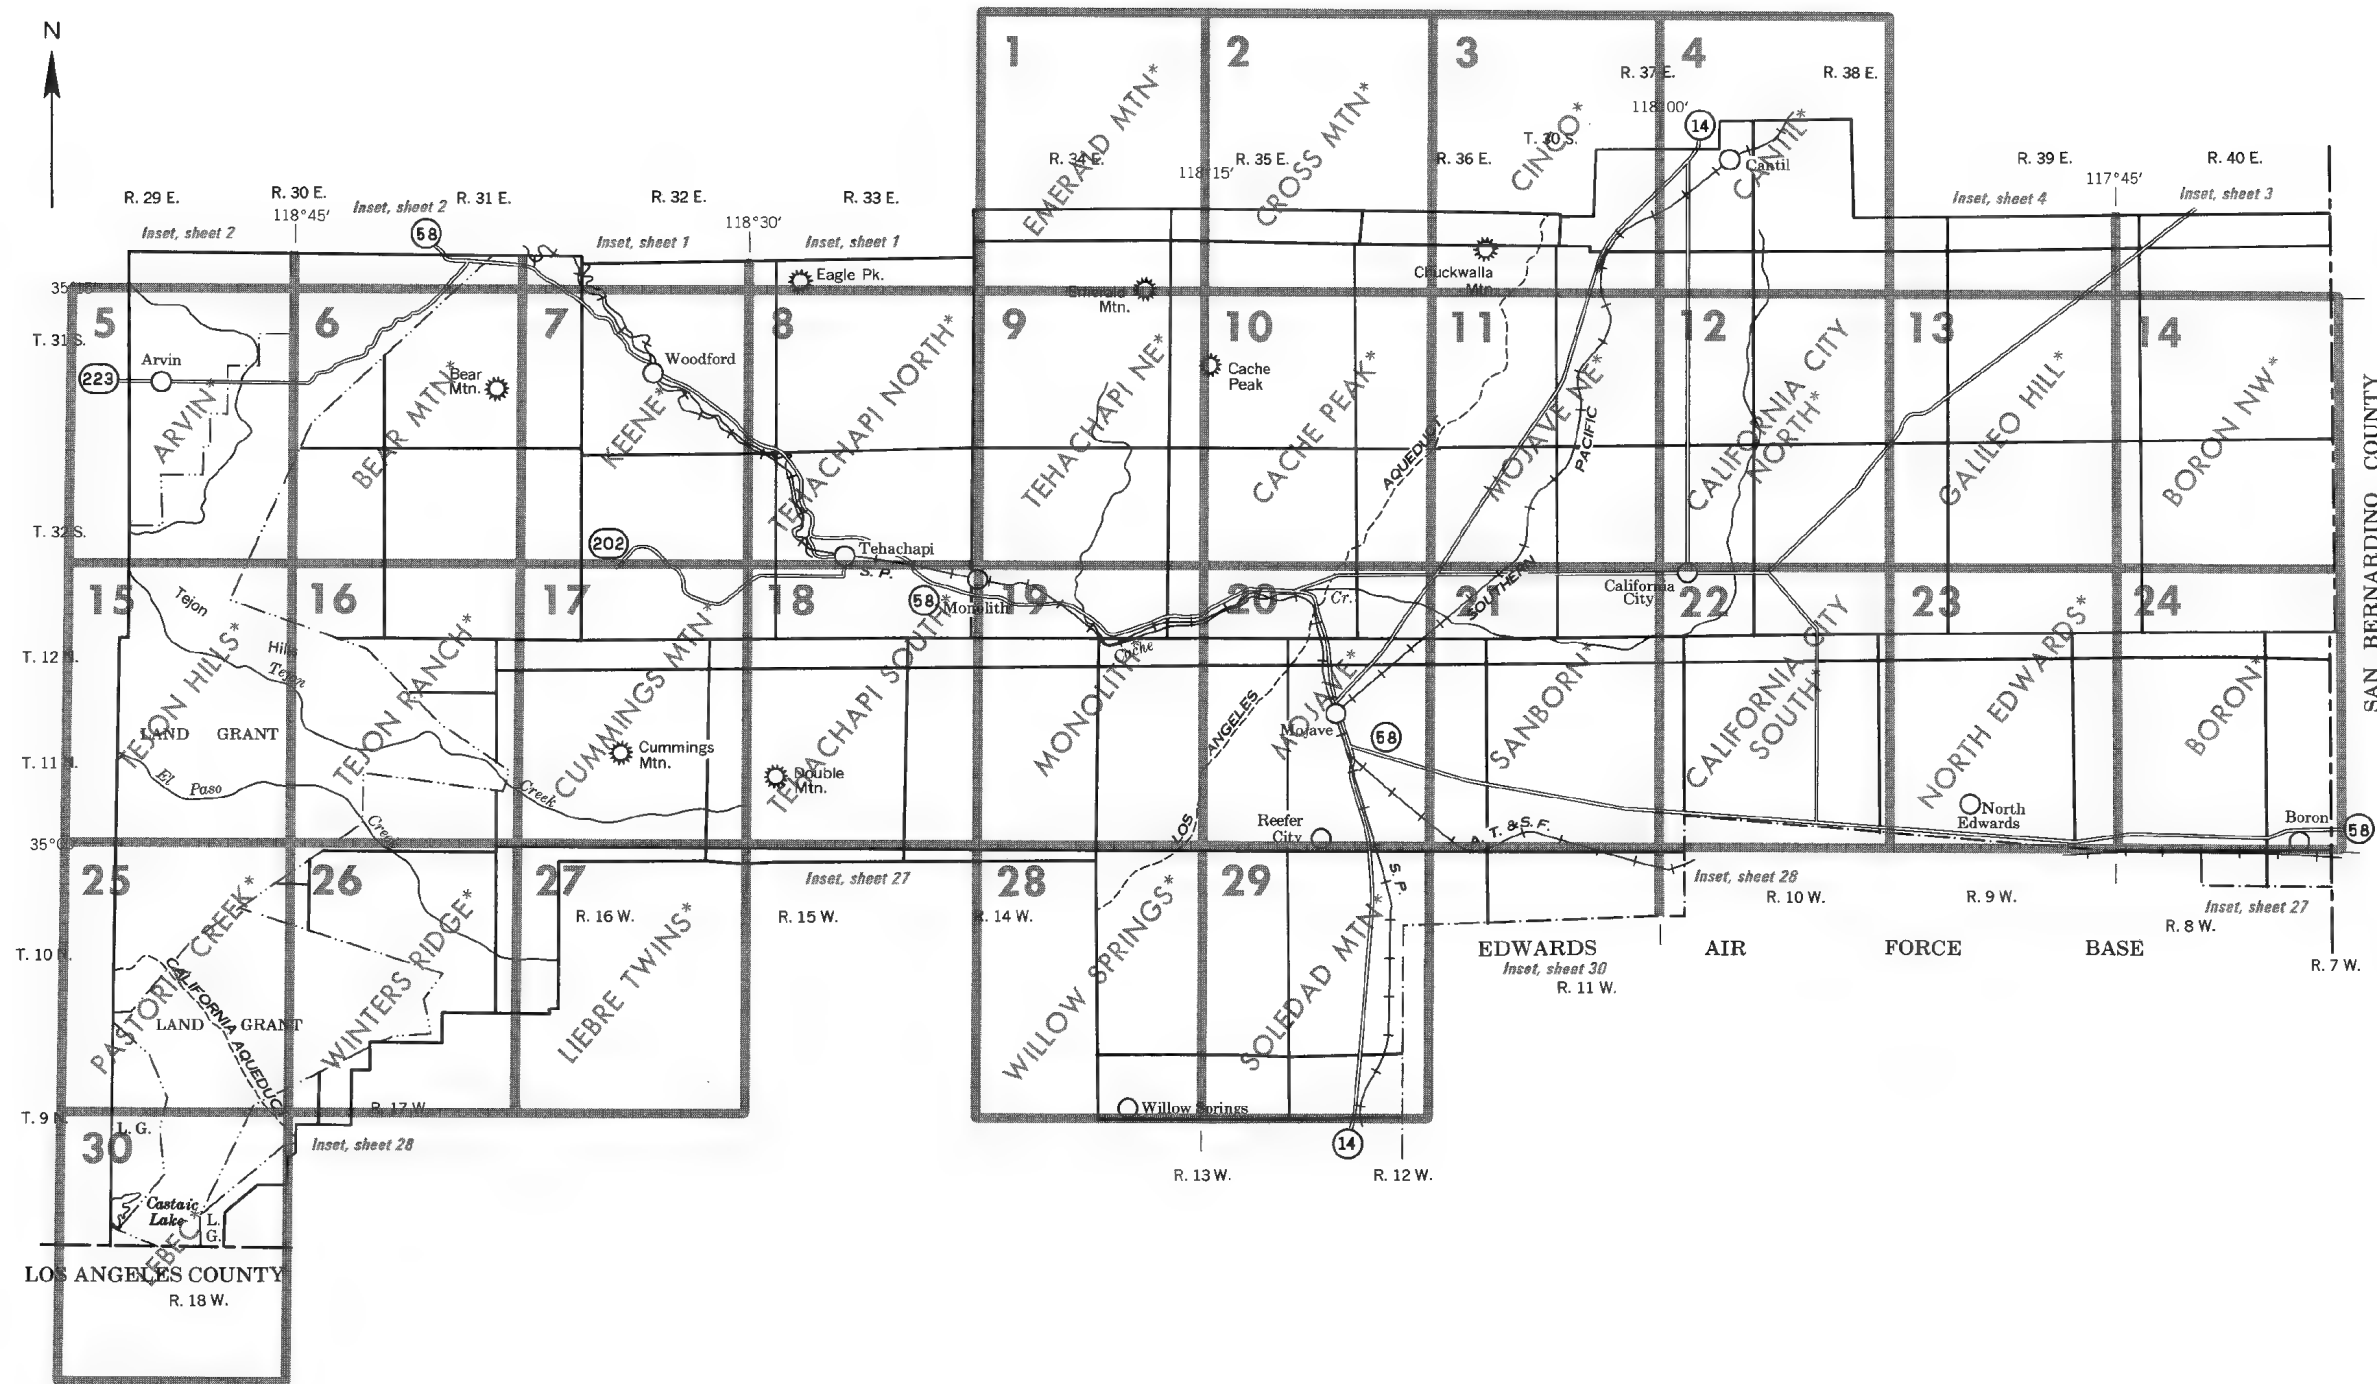 N
1
2
3
4
R. 37 E.
R. 38 E.
118°00′
14
EMERALD MTN*
CROSS MTN*
CINCO*
CANTIL*
T. 30 S.
Cantil
R. 34 E.
R. 35 E.
R. 36 E.
R. 39 E.
R. 40 E.
118°15′
117°45′
R. 29 E.
R. 30 E.
R. 31 E.
R. 32 E.
R. 33 E.
118°45′
118°30′
Inset, sheet 2
Inset, sheet 2
58
Inset, sheet 1
Inset, sheet 1
Inset, sheet 4
Inset, sheet 3
Eagle Pk.
Emerald
Mtn.
Chuckwalla
Mtn.
35°15′
5
6
7
8
9
10
11
12
13
14
T. 31 S.
223
Arvin
Bear
Mtn.
Woodford
Cache
Peak
ARVIN*
BEAR MTN*
KEENE*
TEHACHAPI NORTH*
TEHACHAPI NE*
CACHE PEAK*
MOJAVE NE*
CALIFORNIA CITY
NORTH*
GALILEO HILL*
BORON NW*
AQUEDUCT
PACIFIC
SAN BERNARDINO COUNTY
T. 32 S.
202
Tehachapi
S. P.
58
Monolith
Cr.
SOUTHERN
California
City
15
16
17
18
19
20
21
22
23
24
Tejon
Hills
Tejon
T. 12 N.
Cache
TEJON HILLS*
TEJON RANCH*
CUMMINGS MTN*
TEHACHAPI SOUTH*
MONOLITH*
MOJAVE*
SANBORN*
CALIFORNIA CITY
SOUTH*
NORTH EDWARDS*
BORON*
LAND GRANT
ANGELES
Mojave
58
T. 11 N.
El
Paso
Creek
Creek
Cummings
Mtn.
Double
Mtn.
LOS
Reefer
City
A. T. & S. F.
North
Edwards
Boron
58
35°00′
25
26
27
28
29
Inset, sheet 27
S. P.
Inset, sheet 28
R. 16 W.
R. 15 W.
R. 14 W.
R. 10 W.
R. 9 W.
Inset, sheet 27
R. 8 W.
PASTORIA CREEK*
WINTERS RIDGE*
LIEBRE TWINS*
WILLOW SPRINGS*
SOLEDAD MTN*
EDWARDS AIR FORCE BASE
T. 10 N.
Inset, sheet 30
R. 11 W.
R. 7 W.
CALIFORNIA AQUEDUCT
LAND GRANT
T. 9 N.
R. 17 W.
L. G.
30
Inset, sheet 28
Willow Springs
14
R. 13 W.
R. 12 W.
Castaic
Lake
L.
G.
LEBEC*
LOS ANGELES COUNTY
R. 18 W.